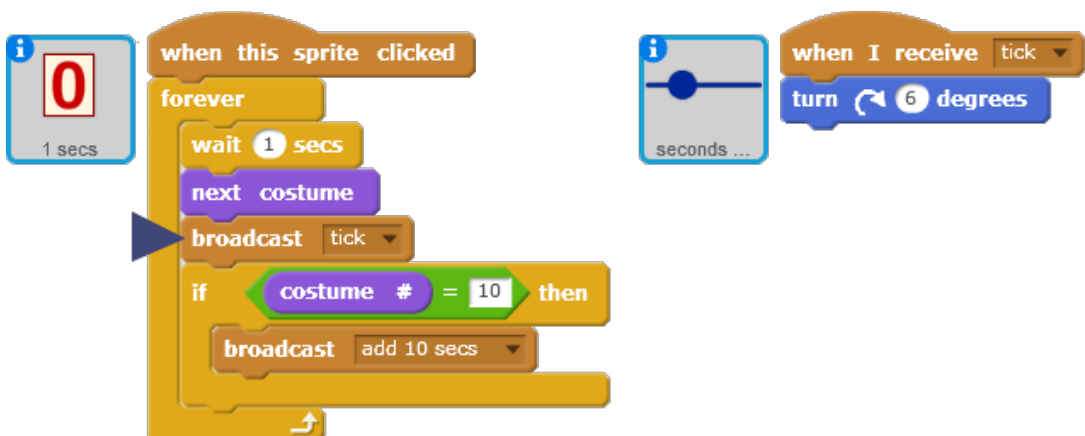 i
0
1 secs
when this sprite clicked
forever
wait 1 secs
next costume
broadcast tick
if costume # = 10 then
broadcast add 10 secs
i
seconds ...
when I receive tick
turn 6 degrees